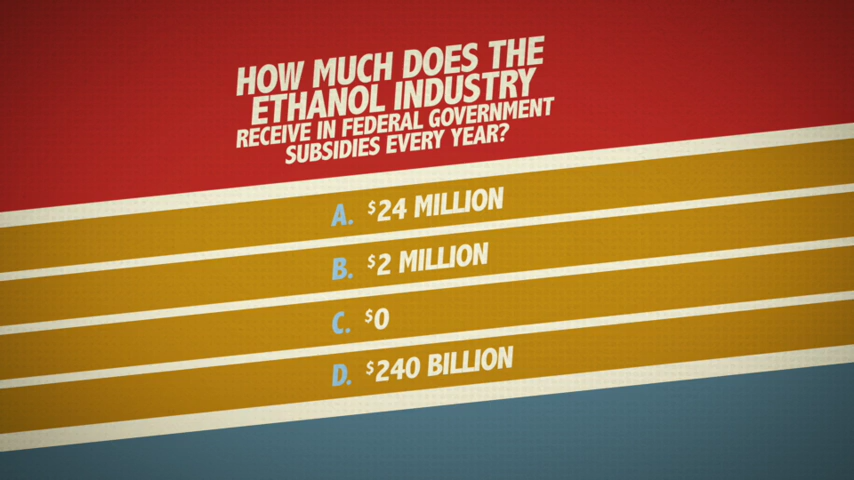 HOW MUCH DOES THE
ETHANOL INDUSTRY
RECEIVE IN FEDERAL GOVERNMENT
SUBSIDIES EVERY YEAR?
A. $24 MILLION
B. $2 MILLION
C. $0
D. $240 BILLION